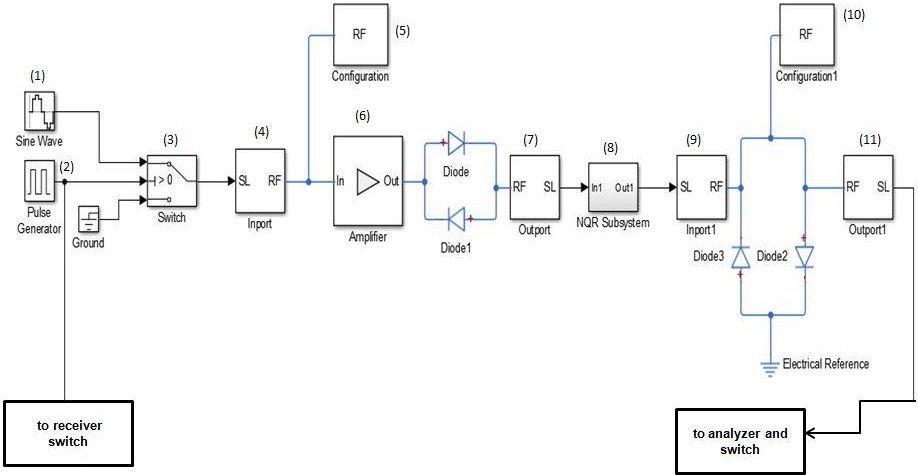 (1)
Sine Wave
(2)
Pulse
Generator
Ground
(3)
> 0
Switch
(4)
SL RF
Inport
RF
(5)
Configuration
(6)
In Out
Amplifier
Diode
Diode1
(7)
RF SL
Outport
(8)
In1 Out1
NQR Subsystem
(9)
SL RF
Inport1
(10)
RF
Configuration1
Diode3
Diode2
(11)
RF SL
Outport1
Electrical Reference
to receiver
switch
to analyzer and
switch